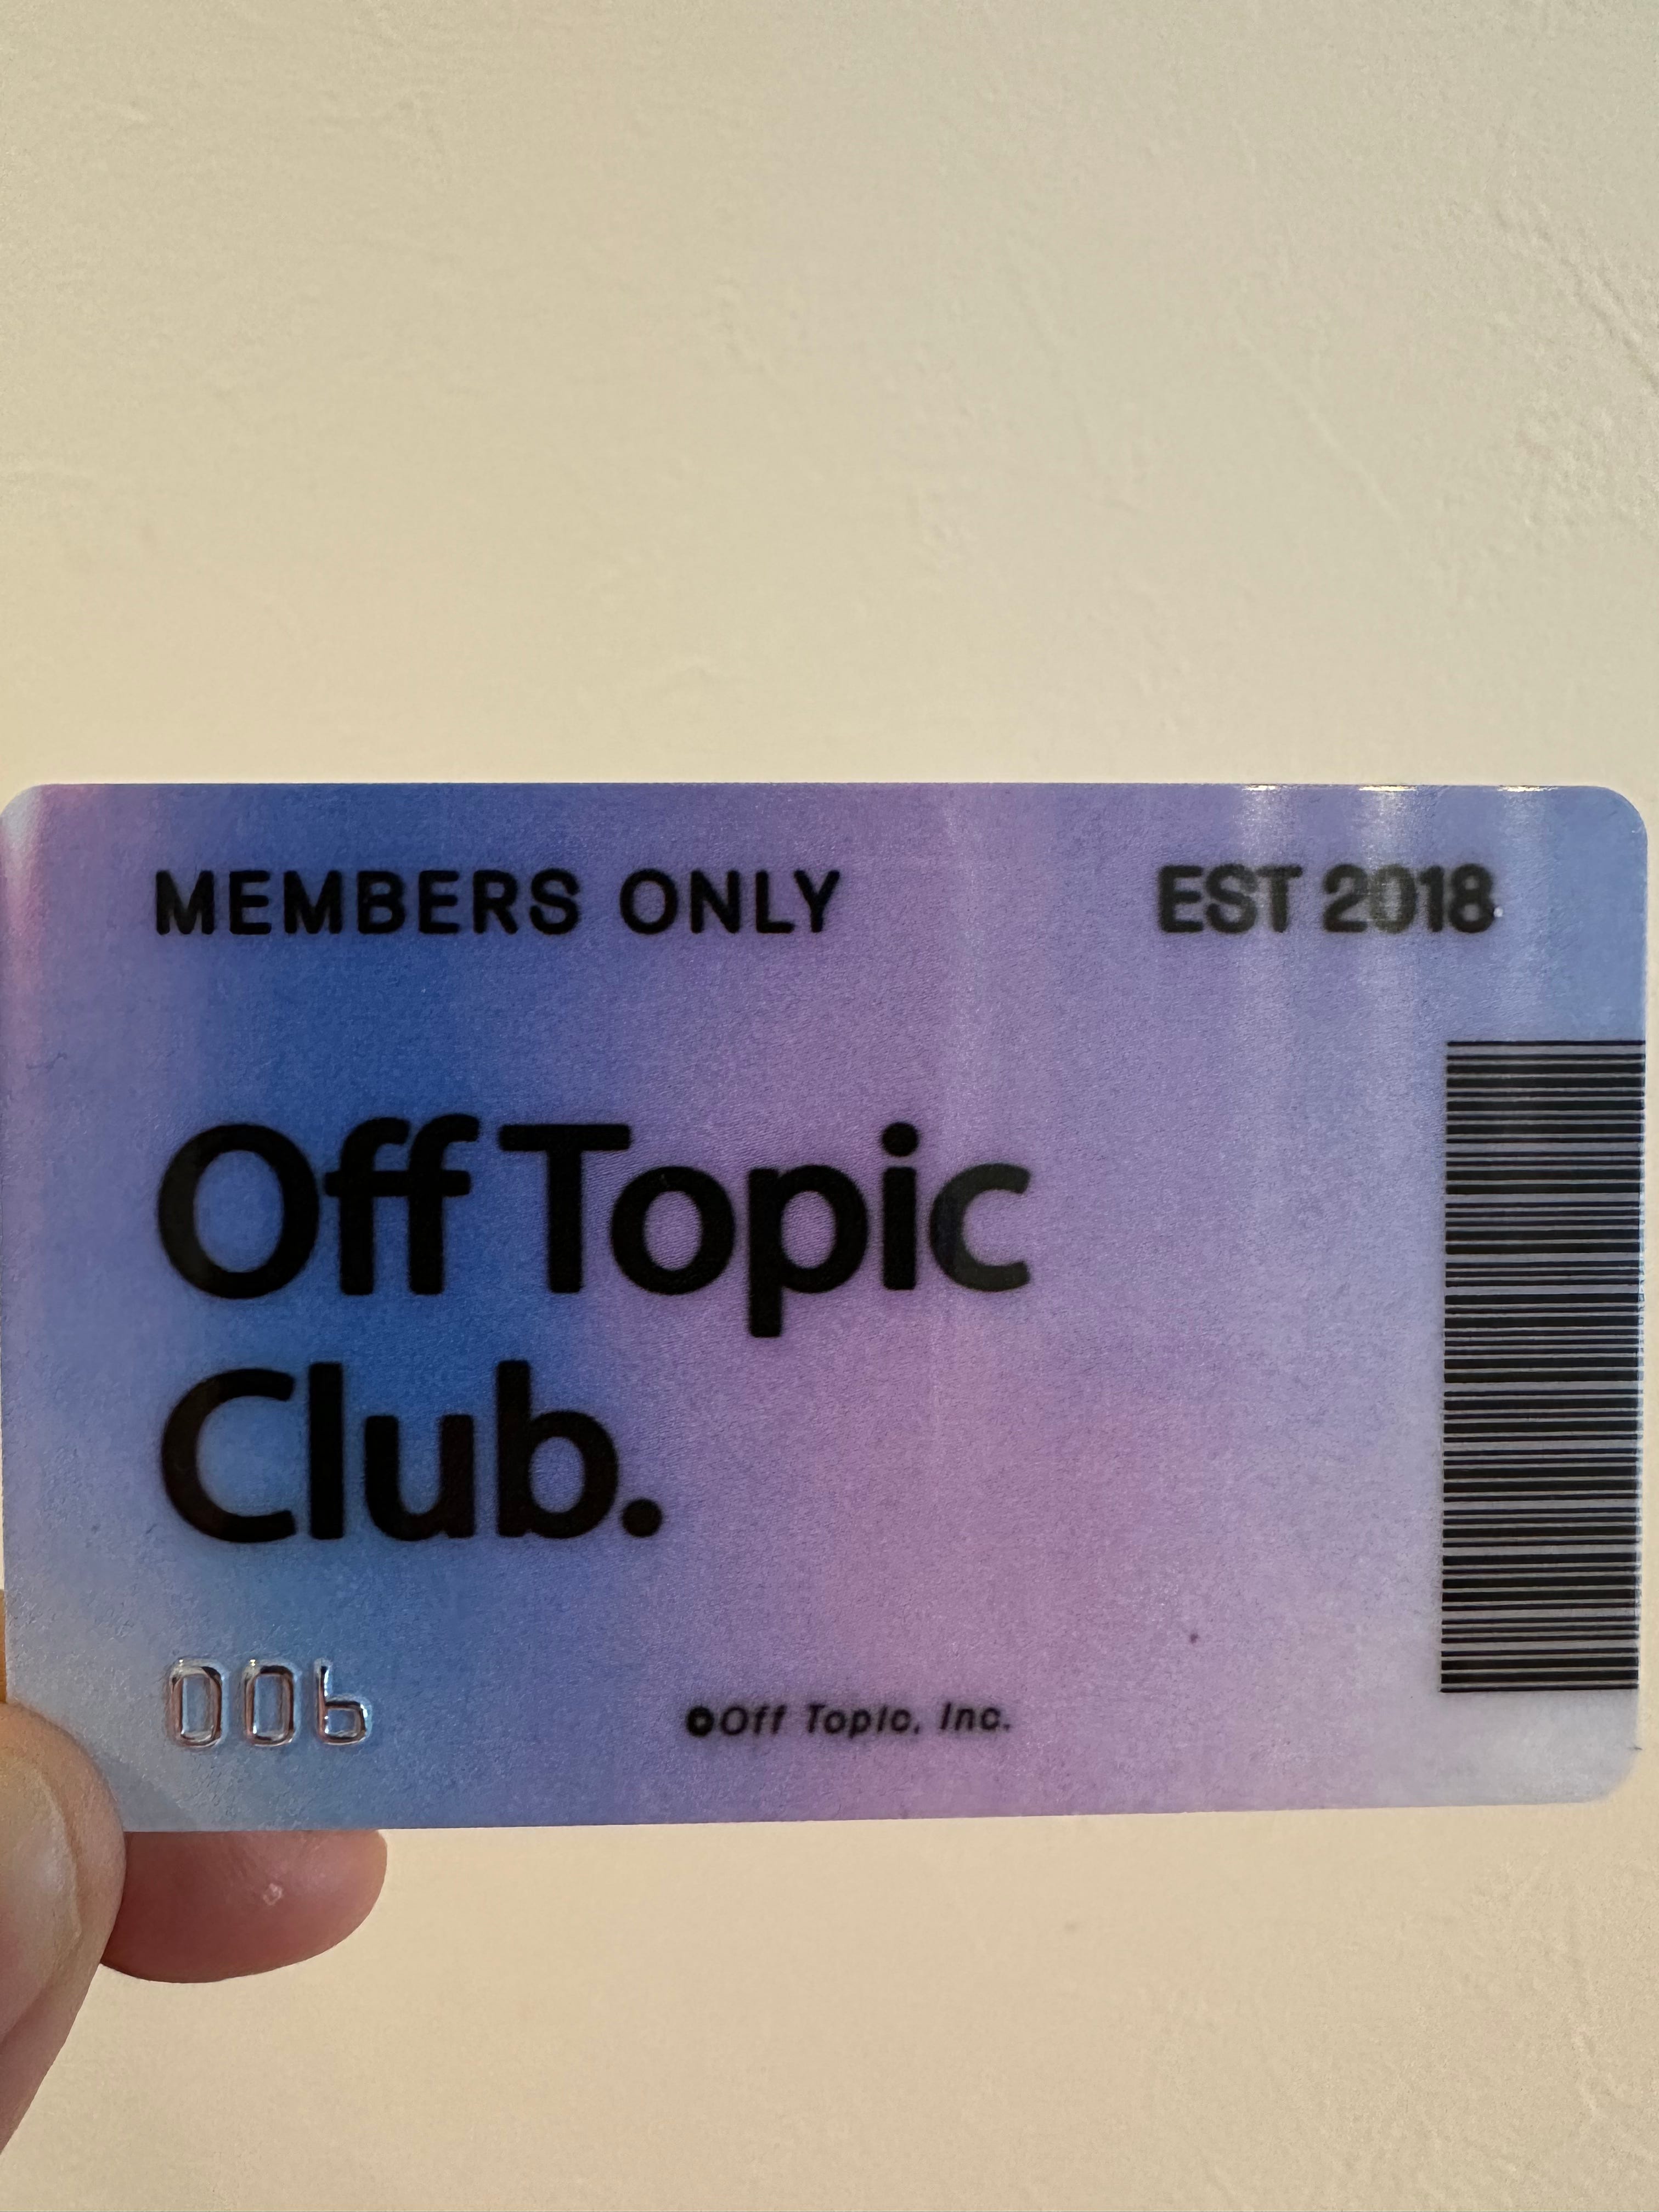 MEMBERS ONLY
EST 2018
Off Topic
Club.
006
©Off Topic, Inc.